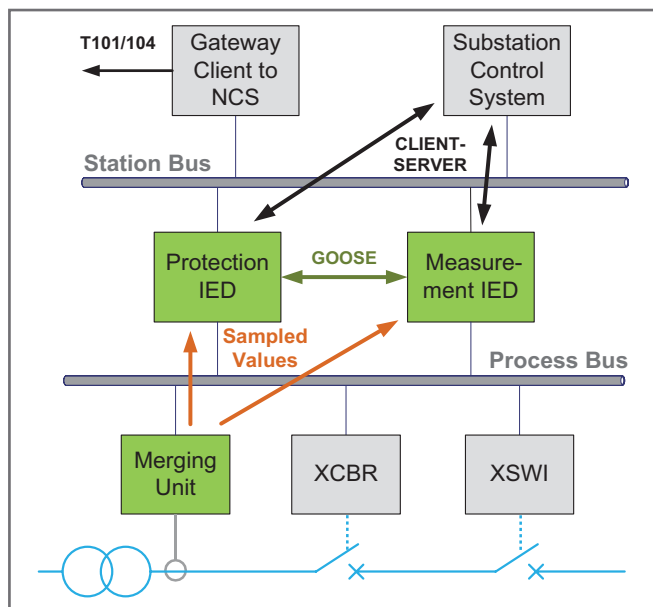 T101/104
Gateway
Client to
NCS
Substation
Control
System
CLIENT-
SERVER
Station Bus
Protection
IED
GOOSE
Measure-
ment IED
Sampled
Values
Process Bus
Merging
Unit
XCBR
XSWI